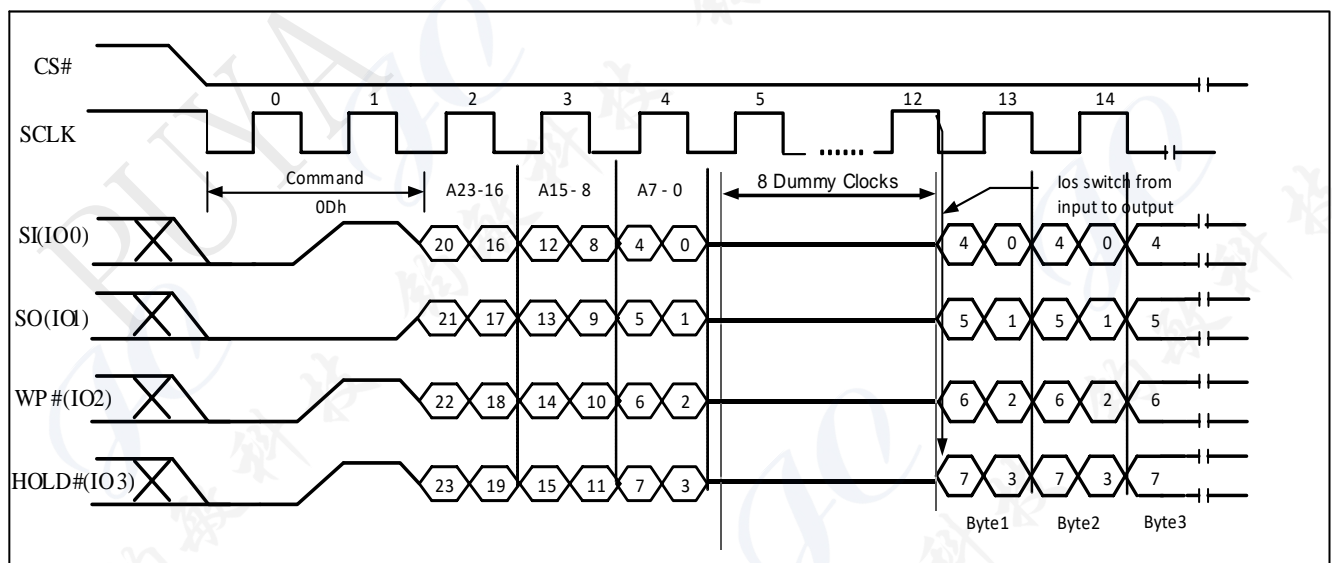 CS#
0 1 2 3 4 5 12 13 14
SCLK
Command A23-16 A15-8 A7-0 8 Dummy Clocks Ios switch from
0Dh input to output
SI(IO0) 20 16 12 8 4 0 4 0 4 0 4
SO(IO1) 21 17 13 9 5 1 5 1 5 1 5
WP#(IO2) 22 18 14 10 6 2 6 2 6 2 6
HOLD#(IO3) 23 19 15 11 7 3 7 3 7 3 7
Byte1 Byte2 Byte3
PUYA